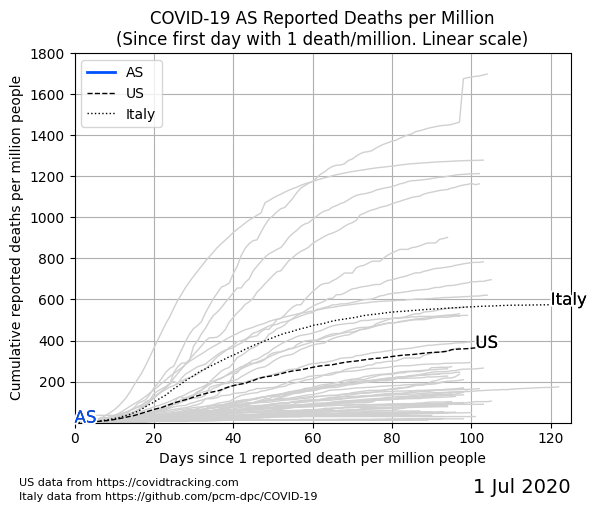 COVID-19 AS Reported Deaths per Million
(Since first day with 1 death/million. Linear scale)
Cumulative reported deaths per million people
1800
1600
1400
1200
1000
800
600
400
200
AS
US
Italy
Italy
US
AS
0
20
40
60
80
100
120
Days since 1 reported death per million people
US data from https://covidtracking.com
Italy data from https://github.com/pcm-dpc/COVID-19
1 Jul 2020